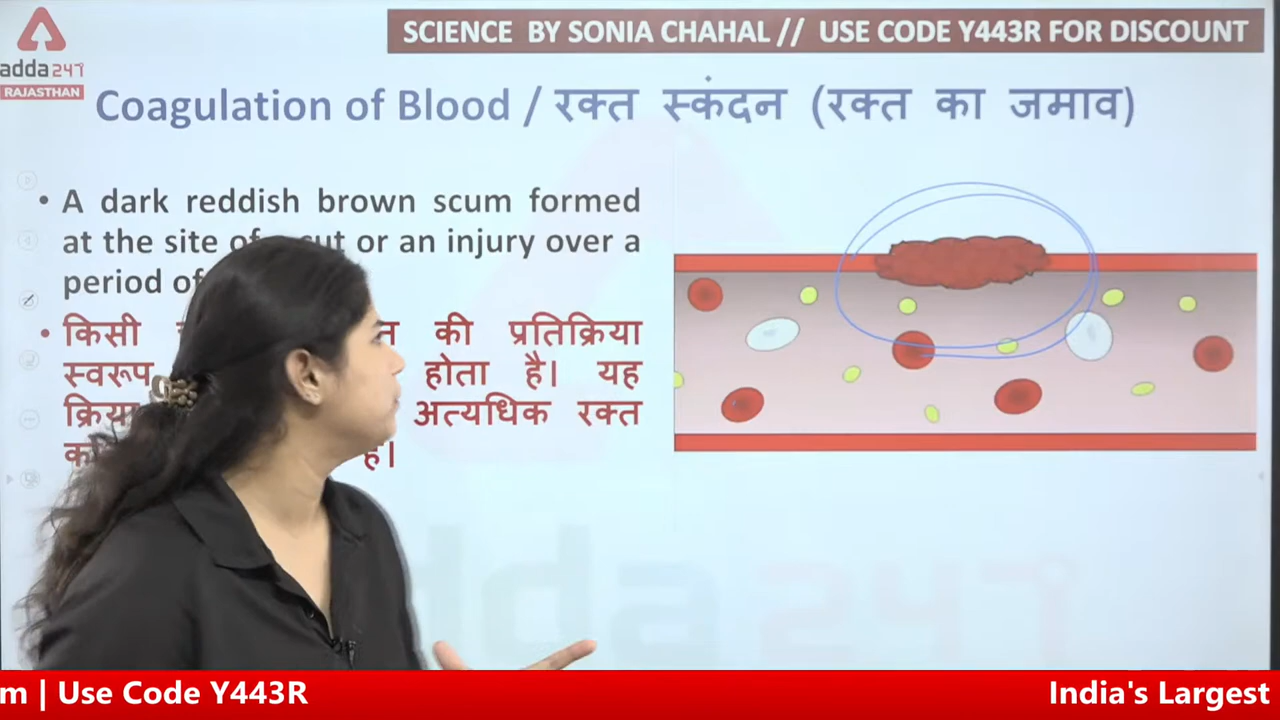 SCIENCE BY SONIA CHAHAL // USE CODE Y443R FOR DISCOUNT
adda247
RAJASTHAN
Coagulation of Blood / रक्त स्कंदन (रक्त का जमाव)
• A dark reddish brown scum formed
at the site of cut or an injury over a
period of
• किसी की प्रतिक्रिया
स्वरूप होता है। यह
क्रिया अत्यधिक रक्त
है।
adda247
m | Use Code Y443R
India's Largest